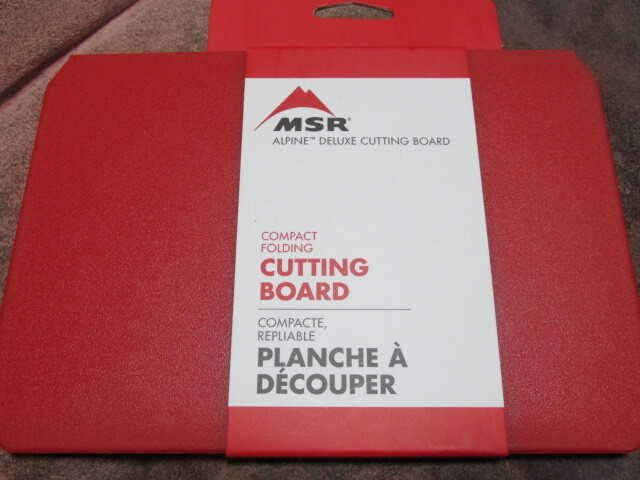 MSR®
ALPINE™ DELUXE CUTTING BOARD
COMPACT
FOLDING
CUTTING
BOARD
COMPACTE,
REPLIABLE
PLANCHE À
DÉCOUPER